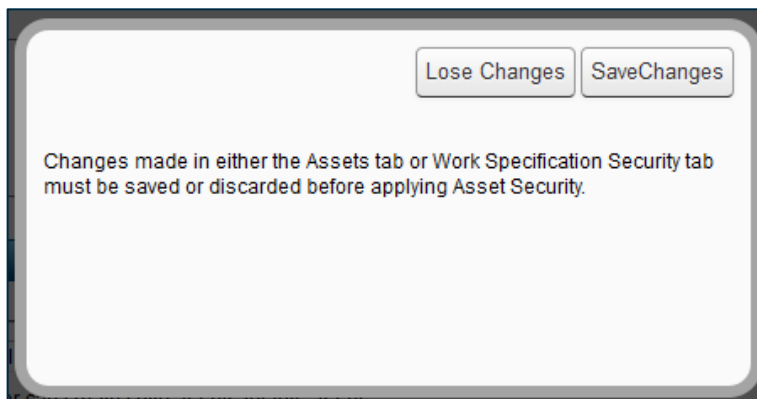 Lose Changes SaveChanges
Changes made in either the Assets tab or Work Specification Security tab
must be saved or discarded before applying Asset Security.